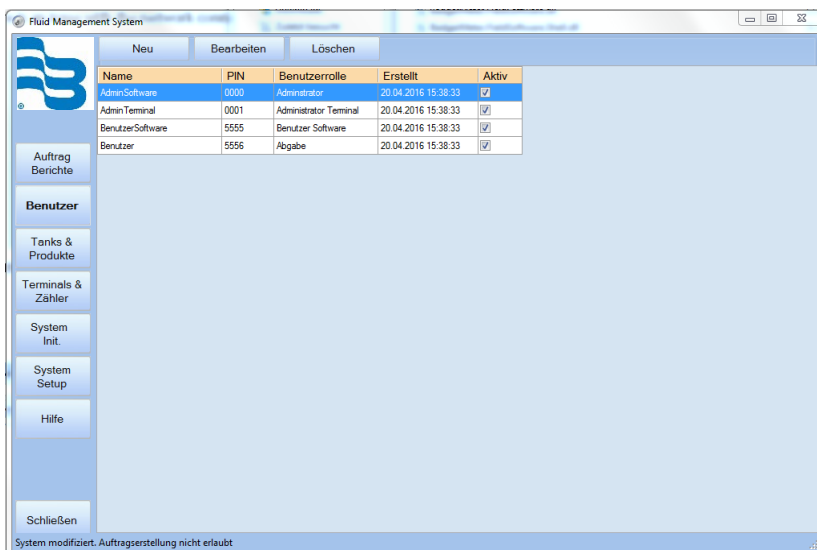 Fluid Management System
Neu Bearbeiten Löschen
Name PIN Benutzerrolle Erstellt Aktiv
AdminSoftware 0000 Adminstrator 20.04.2016 15:38:33
AdminTerminal 0001 Administrator Terminal 20.04.2016 15:38:33
BenutzerSoftware 5555 Benutzer Software 20.04.2016 15:38:33
Benutzer 5556 Abgabe 20.04.2016 15:38:33
Auftrag
Berichte
Benutzer
Tanks &
Produkte
Terminals &
Zähler
System
Init.
System
Setup
Hilfe
Schließen
System modifiziert. Auftragserstellung nicht erlaubt